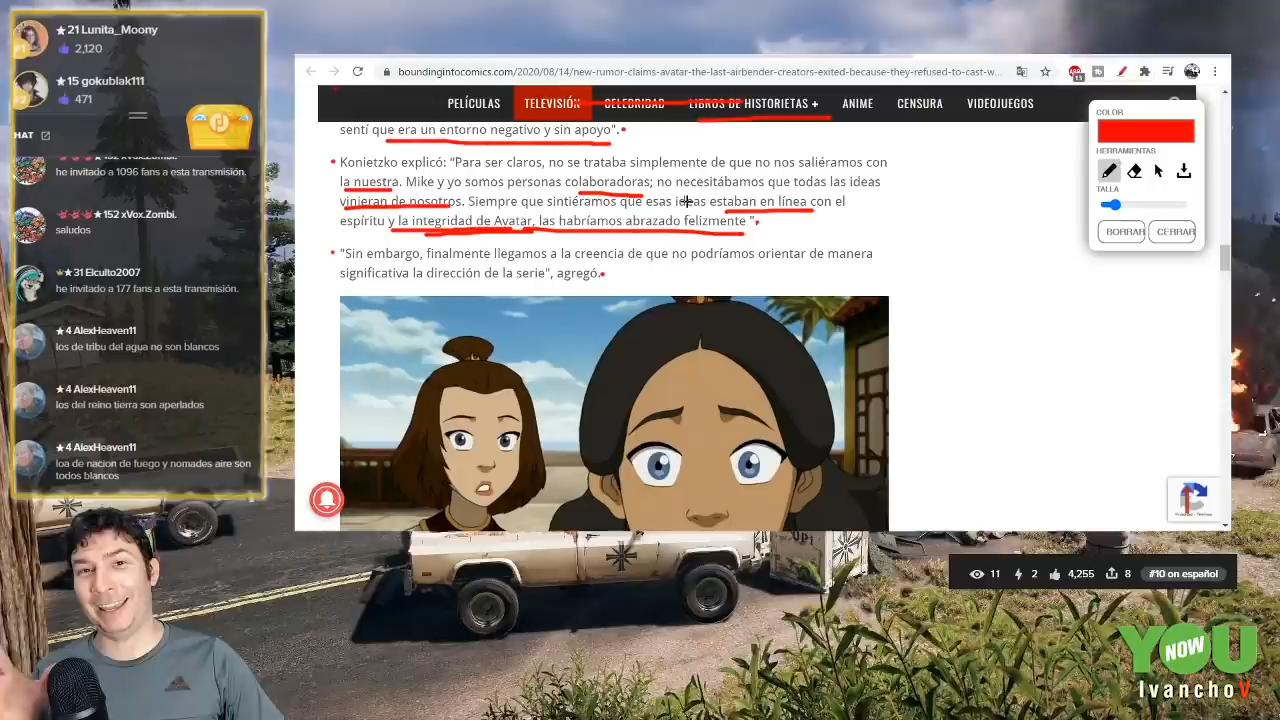 ★21 Lunita_Moony
2,120
★15 gokublak111
471
HAT
★152 xVox.Zombi.
he invitado a 1096 fans a esta transmisión.
★152 xVox.Zombi.
saludos
★31 Elculto2007
he invitado a 177 fans a esta transmisión.
★4 AlexHeaven11
los de tribu del agua no son blancos
★4 AlexHeaven11
los del reino tierra son aperlados
★4 AlexHeaven11
loa de nacion de fuego y nomades aire son
todos blancos
boundingintocomics.com/2020/08/14/new-rumor-claims-avatar-the-last-airbender-creators-exited-because-they-refused-to-cast-w...
PELÍCULAS TELEVISIÓN CELEBRIDAD LIBROS DE HISTORIETAS + ANIME CENSURA VIDEOJUEGOS
sentí que era un entorno negativo y sin apoyo".
Konietzko explicó: “Para ser claros, no se trataba simplemente de que no nos saliéramos con
la nuestra. Mike y yo somos personas colaboradoras; no necesitábamos que todas las ideas
vinieran de nosotros. Siempre que sintiéramos que esas ideas estaban en línea con el
espíritu y la integridad de Avatar, las habríamos abrazado felizmente ".
"Sin embargo, finalmente llegamos a la creencia de que no podríamos orientar de manera
significativa la dirección de la serie", agregó.
COLOR
HERRAMIENTAS
TALLA
BORRAR CERRAR
11 2 4,255 8 #10 on español
YOU
NOW
IvanchoV